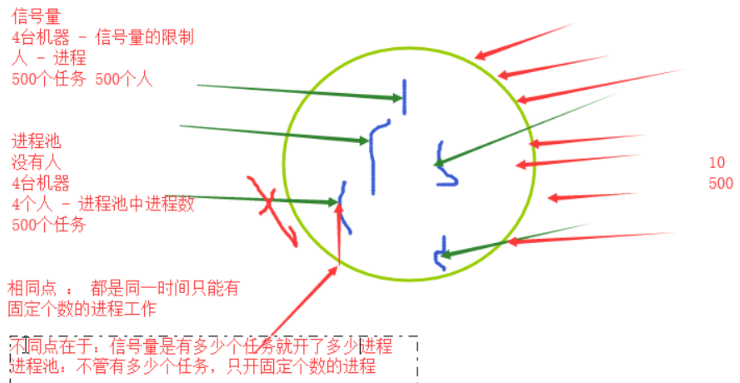 信号量
4台机器 - 信号量的限制
人 - 进程
500个任务 500个人
进程池
没有人
4台机器
4个人 - 进程池中进程数
500个任务
10
500
相同点 : 都是同一时间只能有
固定个数的进程工作
不同点在于:信号量是有多少个任务就开了多少进程
进程池:不管有多少个任务,只开固定个数的进程